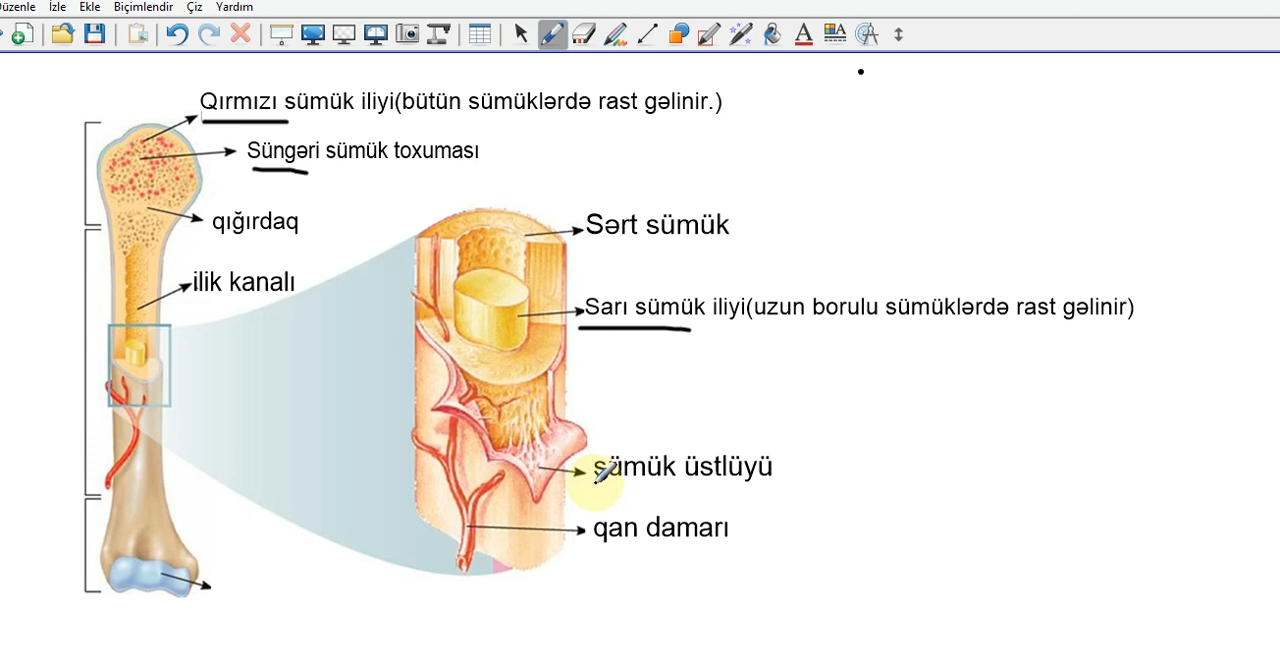 İzle Ekle Biçimlendir Çiz Yardım
Qırmızı sümük iliyi(bütün sümüklərdə rast gəlinir.)
Süngəri sümük toxuması
qığırdaq
Sərt sümük
ilik kanalı
Sarı sümük iliyi(uzun borulu sümüklərdə rast gəlinir)
sümük üstlüyü
qan damarı